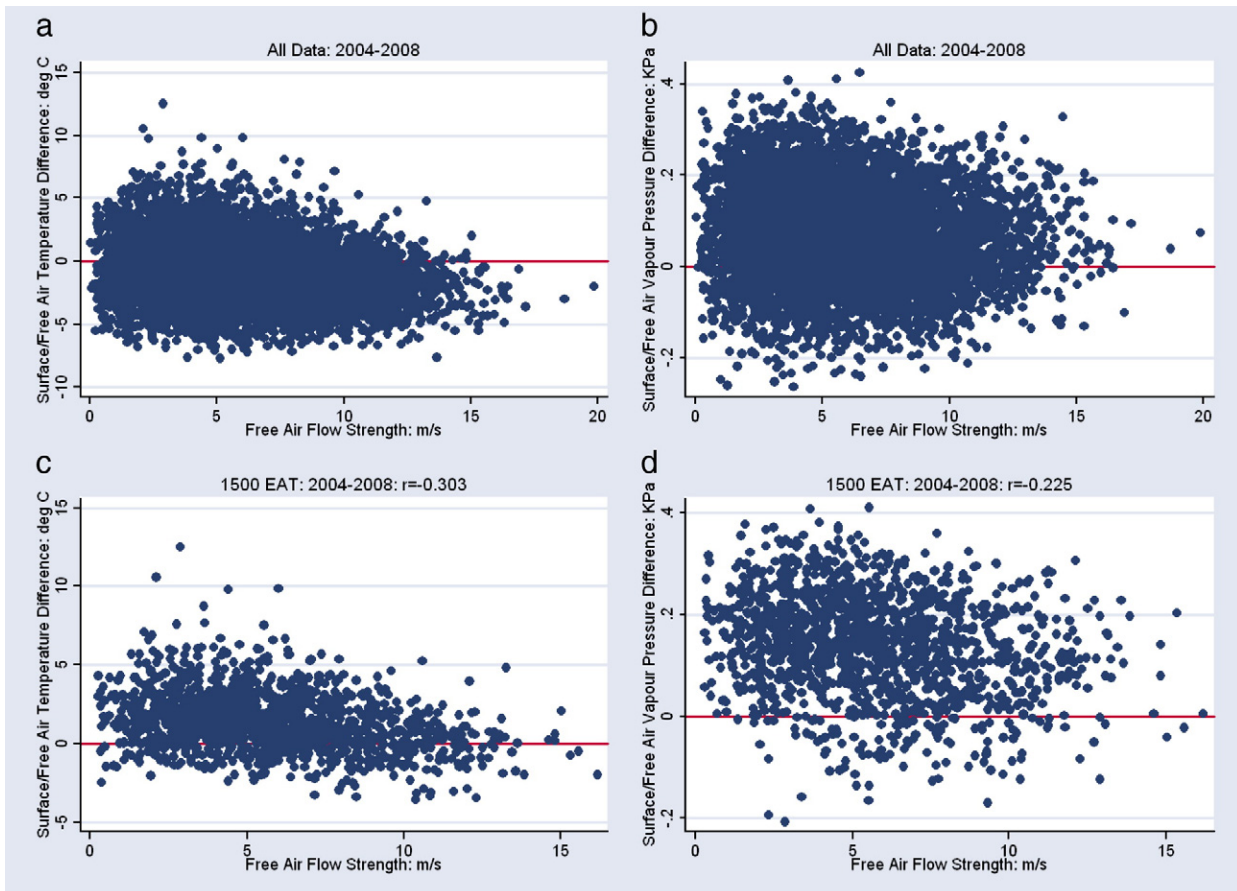 a
All Data: 2004-2008
Surface/Free Air Temperature Difference: deg C
15
10
5
0
-5
-10
0 5 10 15 20
Free Air Flow Strength: m/s
b
All Data: 2004-2008
Surface/Free Air Vapour Pressure Difference: KPa
.4
.2
0
-.2
0 5 10 15 20
Free Air Flow Strength: m/s
c
1500 EAT: 2004-2008: r=-0.303
Surface/Free Air Temperature Difference: deg C
15
10
5
0
-5
0 5 10 15
Free Air Flow Strength: m/s
d
1500 EAT: 2004-2008: r=-0.225
Surface/Free Air Vapour Pressure Difference: KPa
.4
.2
0
-.2
0 5 10 15
Free Air Flow Strength: m/s